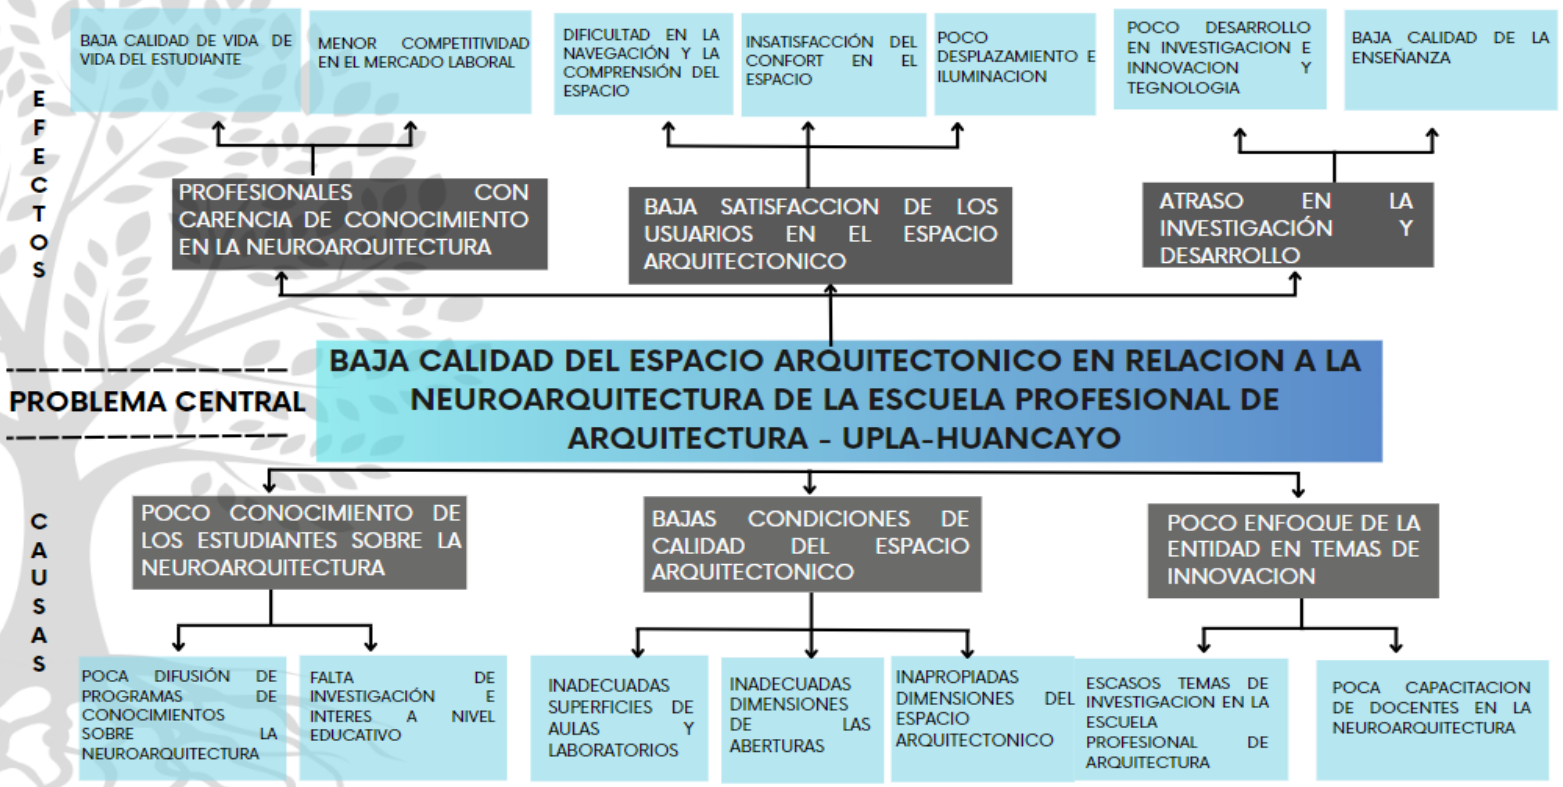 BAJA CALIDAD DE VIDA DE
VIDA DEL ESTUDIANTE
MENOR COMPETITIVIDAD
EN EL MERCADO LABORAL
DIFICULTAD EN LA
NAVEGACIÓN Y LA
COMPRENSIÓN DEL
ESPACIO
INSATISFACCIÓN DEL
CONFORT EN EL
ESPACIO
POCO
DESPLAZAMIENTO E
ILUMINACION
POCO DESARROLLO
EN INVESTIGACION E
INNOVACION Y
TEGNOLOGIA
BAJA CALIDAD DE LA
ENSEÑANZA
EFECTOS
PROFESIONALES CON
CARENCIA DE CONOCIMIENTO
EN LA NEUROARQUITECTURA
BAJA SATISFACCION DE LOS
USUARIOS EN EL ESPACIO
ARQUITECTONICO
ATRASO EN LA
INVESTIGACIÓN Y
DESARROLLO
PROBLEMA CENTRAL
BAJA CALIDAD DEL ESPACIO ARQUITECTONICO EN RELACION A LA
NEUROARQUITECTURA DE LA ESCUELA PROFESIONAL DE
ARQUITECTURA - UPLA-HUANCAYO
CAUSAS
POCO CONOCIMIENTO DE
LOS ESTUDIANTES SOBRE LA
NEUROARQUITECTURA
BAJAS CONDICIONES DE
CALIDAD DEL ESPACIO
ARQUITECTONICO
POCO ENFOQUE DE LA
ENTIDAD EN TEMAS DE
INNOVACION
POCA DIFUSIÓN DE
PROGRAMAS DE
CONOCIMIENTOS
SOBRE LA
NEUROARQUITECTURA
FALTA DE
INVESTIGACIÓN E
INTERES A NIVEL
EDUCATIVO
INADECUADAS
SUPERFICIES DE
AULAS Y
LABORATORIOS
INADECUADAS
DIMENSIONES
DE LAS
ABERTURAS
INAPROPIADAS
DIMENSIONES DEL
ESPACIO
ARQUITECTONICO
ESCASOS TEMAS DE
INVESTIGACION EN LA
ESCUELA
PROFESIONAL DE
ARQUITECTURA
POCA CAPACITACION
DE DOCENTES EN LA
NEUROARQUITECTURA